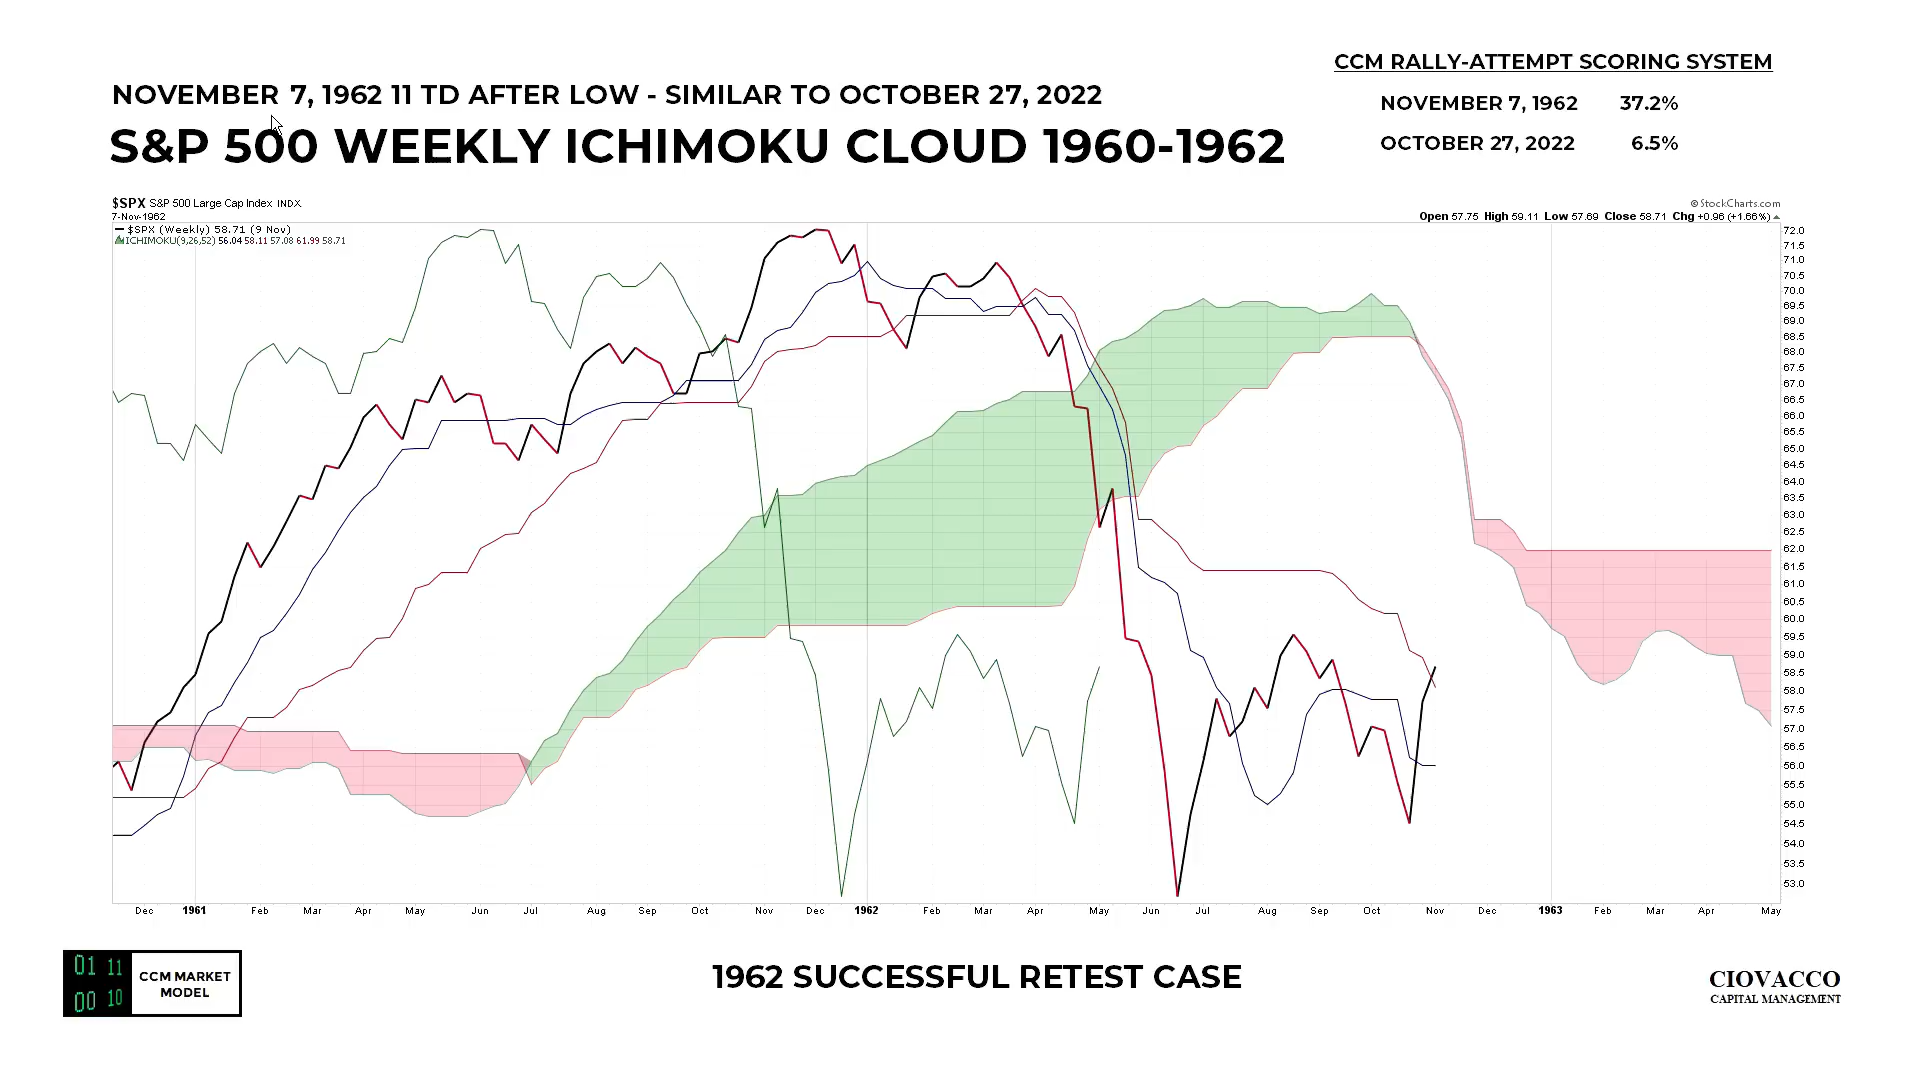 CCM RALLY-ATTEMPT SCORING SYSTEM
NOVEMBER 7, 1962 11 TD AFTER LOW - SIMILAR TO OCTOBER 27, 2022
NOVEMBER 7, 1962 37.2%
S&P 500 WEEKLY ICHIMOKU CLOUD 1960-1962
OCTOBER 27, 2022 6.5%
$SPX S&P 500 Large Cap Index INDX
© StockCharts.com
7-Nov-1962
Open 57.75 High 59.11 Low 57.69 Close 58.71 Chg +0.96 (+1.66%)
$SPX (Weekly) 58.71 (9 Nov)
ICHIMOKU(9,26,52) 56.04 58.11 57.08 61.99 58.71
72.0
71.5
71.0
70.5
70.0
69.5
69.0
68.5
68.0
67.5
67.0
66.5
66.0
65.5
65.0
64.5
64.0
63.5
63.0
62.5
62.0
61.5
61.0
60.5
60.0
59.5
59.0
58.5
58.0
57.5
57.0
56.5
56.0
55.5
55.0
54.5
54.0
53.5
53.0
Dec 1961 Feb Mar Apr May Jun Jul Aug Sep Oct Nov Dec 1962 Feb Mar Apr May Jun Jul Aug Sep Oct Nov Dec 1963 Feb Mar Apr May
01 11
00 10
CCM MARKET
MODEL
1962 SUCCESSFUL RETEST CASE
CIOVACCO
CAPITAL MANAGEMENT